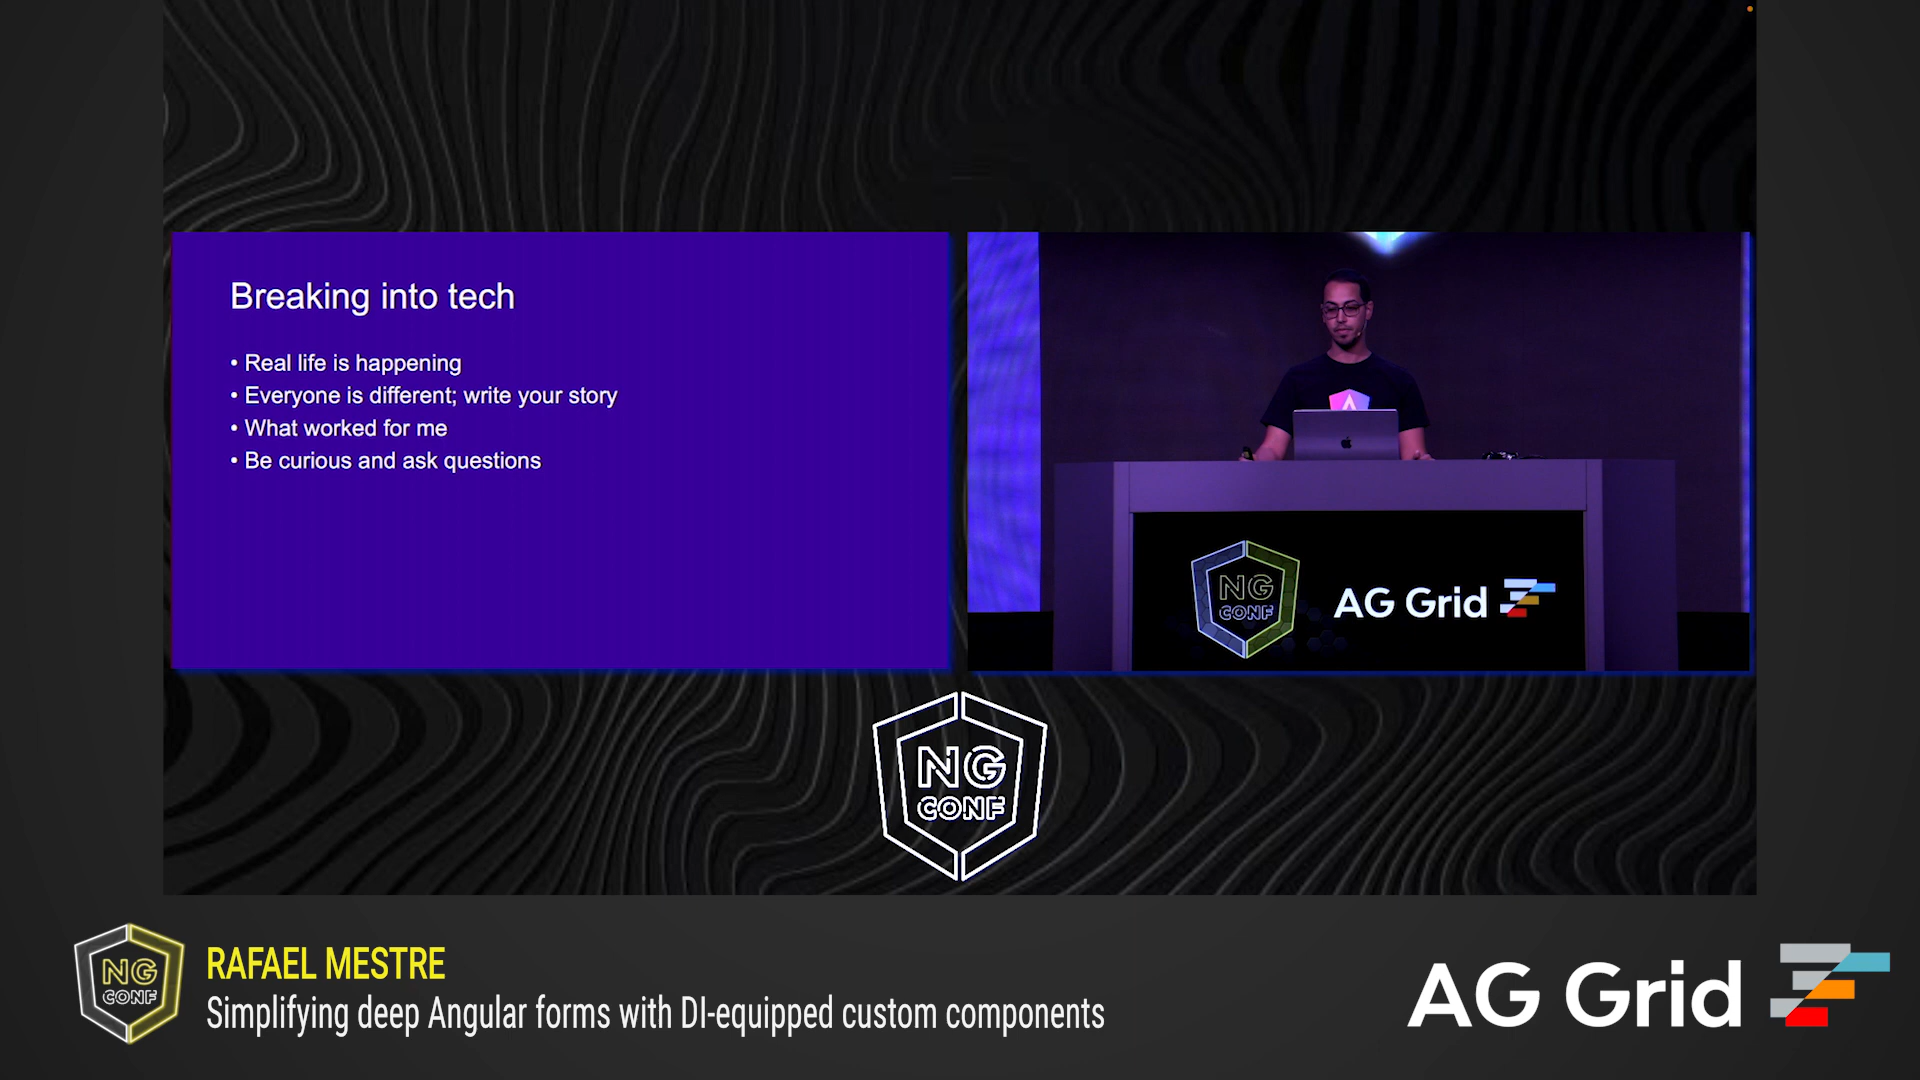 Breaking into tech
• Real life is happening
• Everyone is different; write your story
• What worked for me
• Be curious and ask questions
NG
CONF
AG Grid
NG
CONF
NG
CONF
RAFAEL MESTRE
Simplifying deep Angular forms with DI-equipped custom components
AG Grid